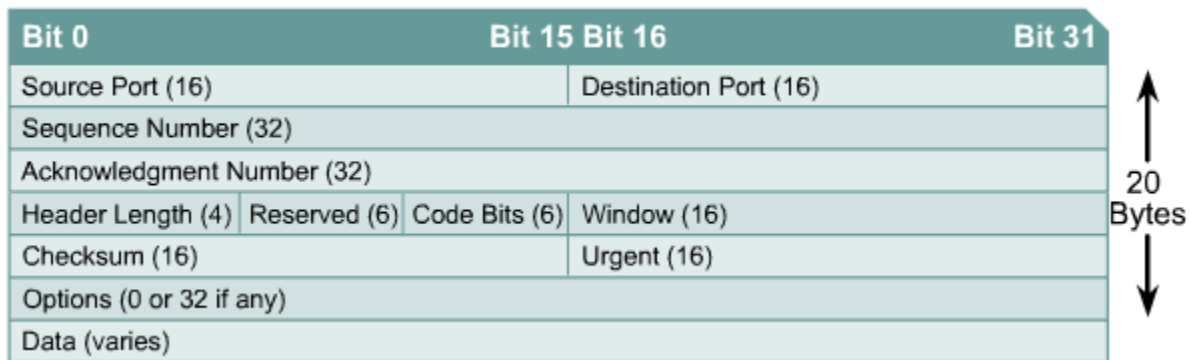 Bit 0 Bit 15 Bit 16 Bit 31
Source Port (16) Destination Port (16)
Sequence Number (32)
Acknowledgment Number (32)
Header Length (4) Reserved (6) Code Bits (6) Window (16)
Checksum (16) Urgent (16)
Options (0 or 32 if any)
Data (varies)
20
Bytes